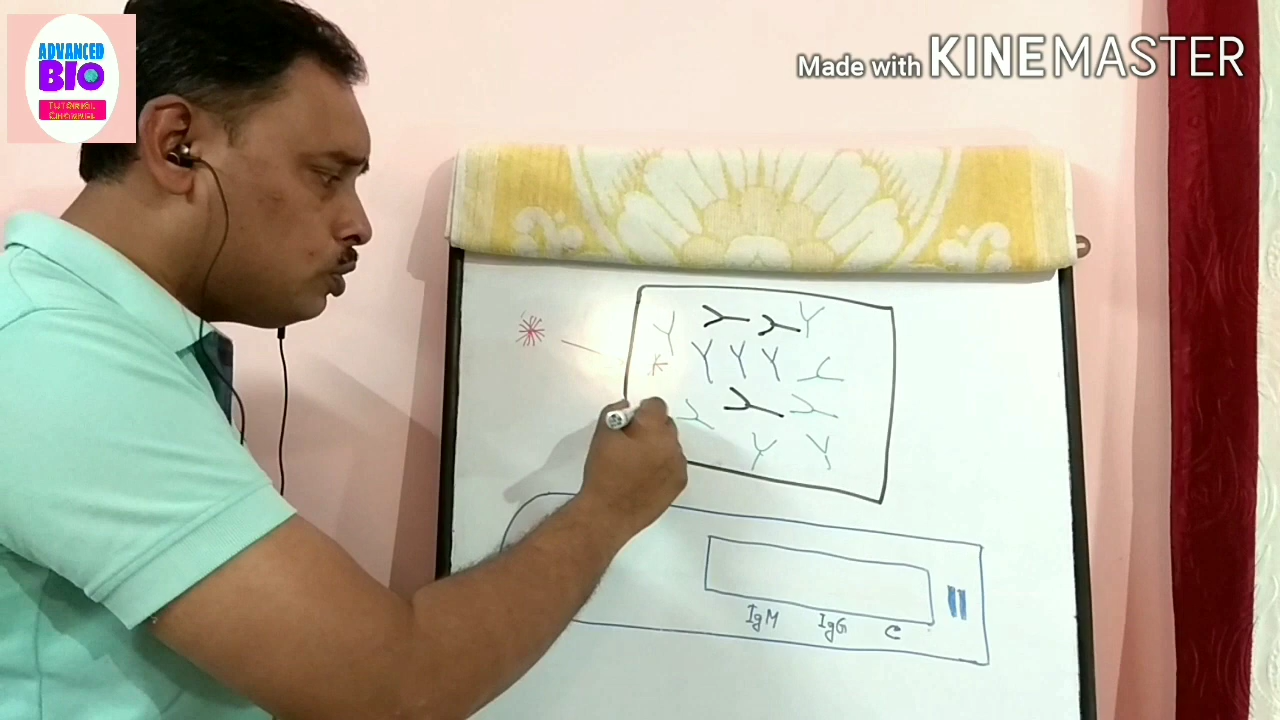 ADVANCED
BIO
TUTORIAL
CHANNEL
Made with KINEMASTER
IgM IgG C